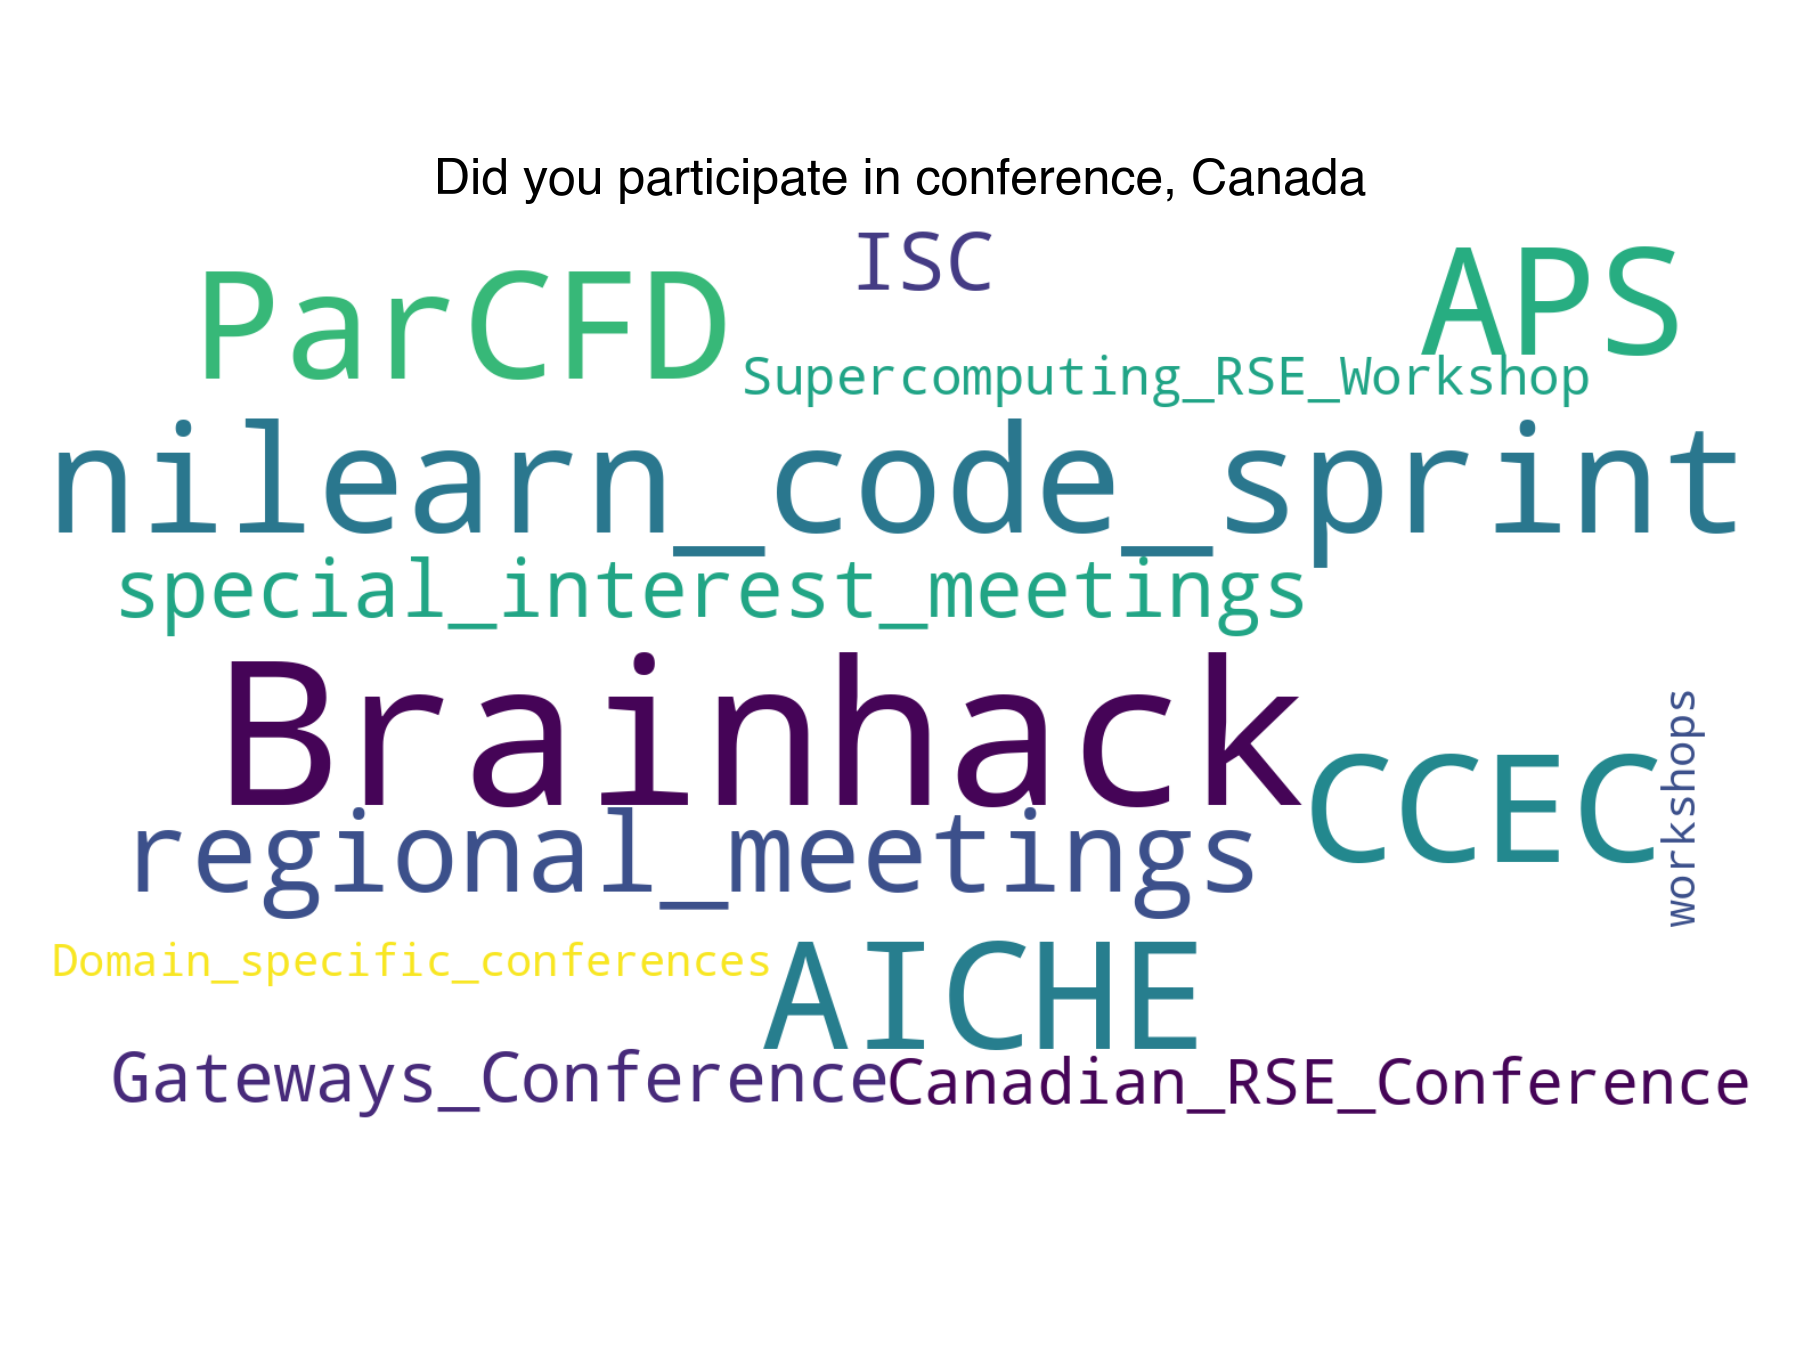 Did you participate in conference, Canada
ISC
ParCFD
APS
Supercomputing_RSE_Workshop
nilearn_code_sprint
special_interest_meetings
Brainhack
CCEC
workshops
regional_meetings
Domain_specific_conferences
AICHE
Gateways_Conference
Canadian_RSE_Conference